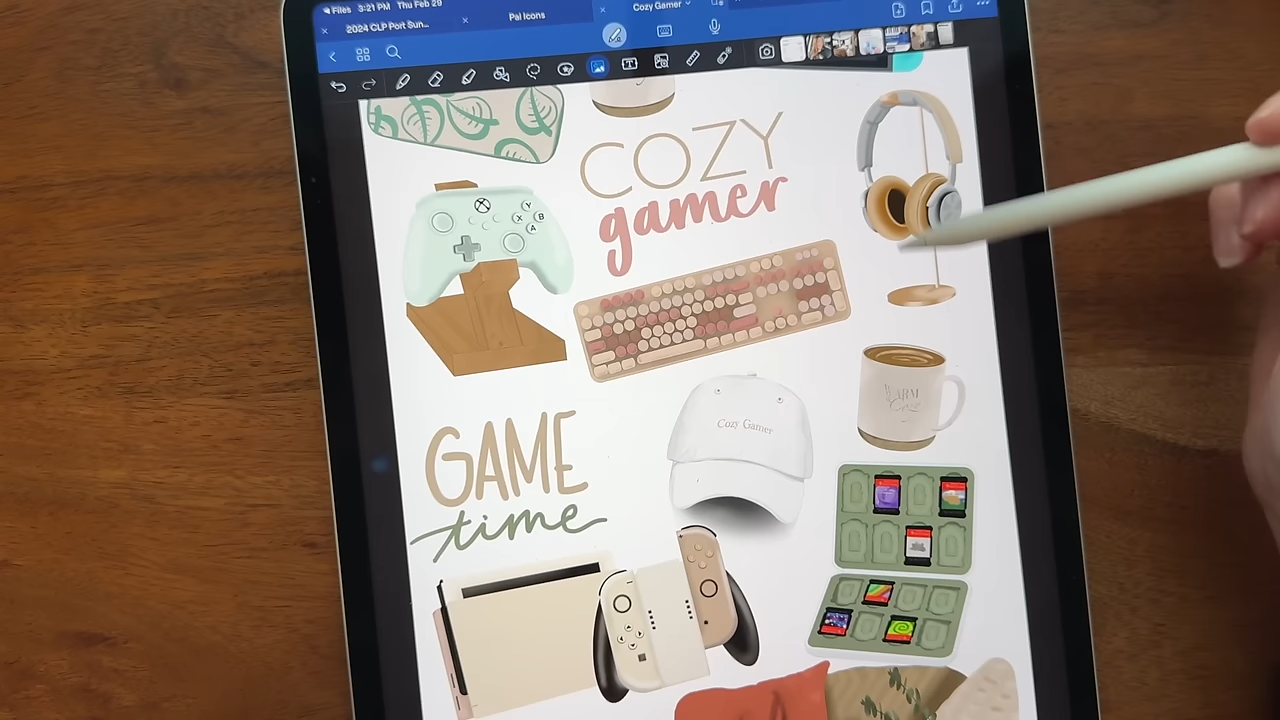 Files 3:21 PM Thu Feb 29
2024 CLP Port Sun...
Pal Icons
Cozy Gamer
COZY
gamer
Y
X B
A
WARM
Cozy Gamer
GAME
time